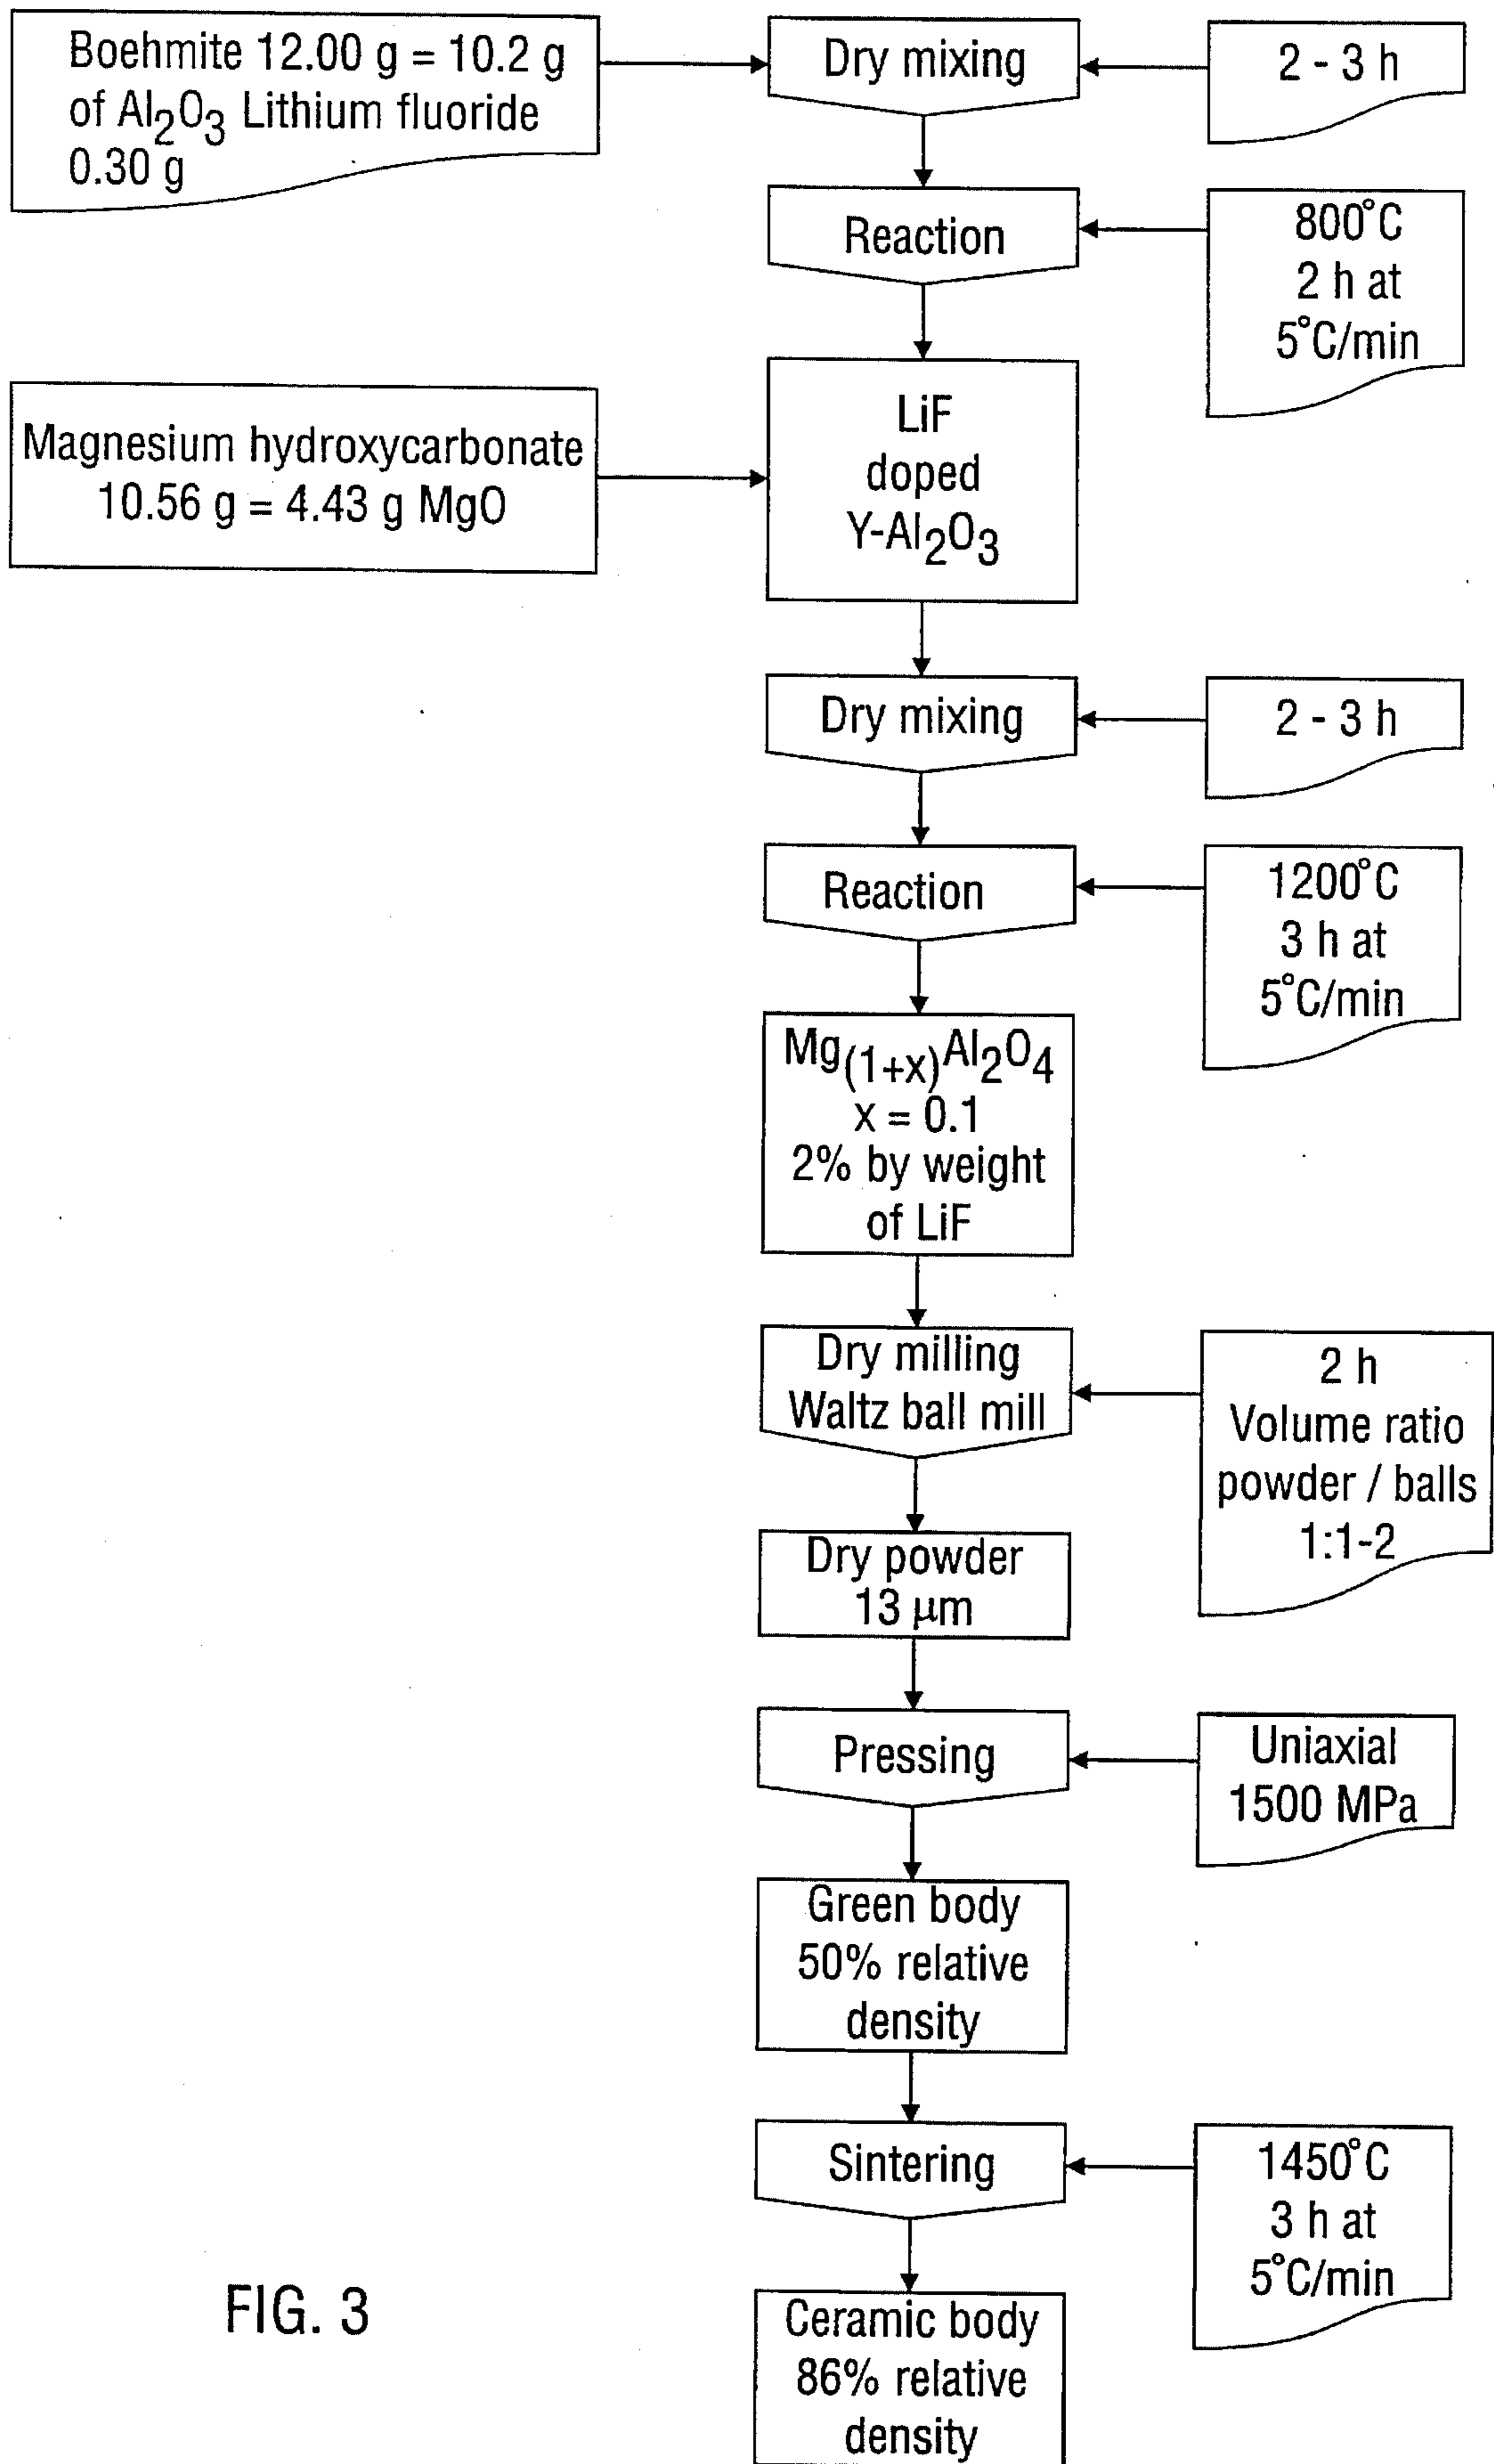 Boehmite 12.00 g = 10.2 g
of Al₂O₃ Lithium fluoride
0.30 g
Dry mixing
2 - 3 h
Reaction
800°C
2 h at
5°C/min
Magnesium hydroxycarbonate
10.56 g = 4.43 g MgO
LiF
doped
Y-Al₂O₃
Dry mixing
2 - 3 h
Reaction
1200°C
3 h at
5°C/min
Mg₍₁₊ₓ₎Al₂O₄
x = 0.1
2% by weight
of LiF
Dry milling
Waltz ball mill
2 h
Volume ratio
powder / balls
1:1-2
Dry powder
13 µm
Pressing
Uniaxial
1500 MPa
Green body
50% relative
density
Sintering
1450°C
3 h at
5°C/min
Ceramic body
86% relative
density
FIG. 3